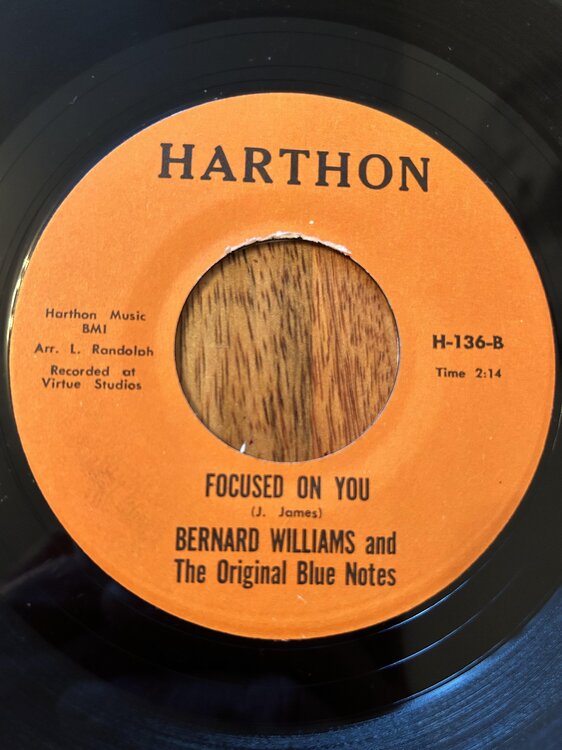 HARTHON
Harthon Music
BMI
Arr. L. Randolph
Recorded at
Virtue Studios
H-136-B
Time 2:14
FOCUSED ON YOU
(J. James)
BERNARD WILLIAMS and
The Original Blue Notes